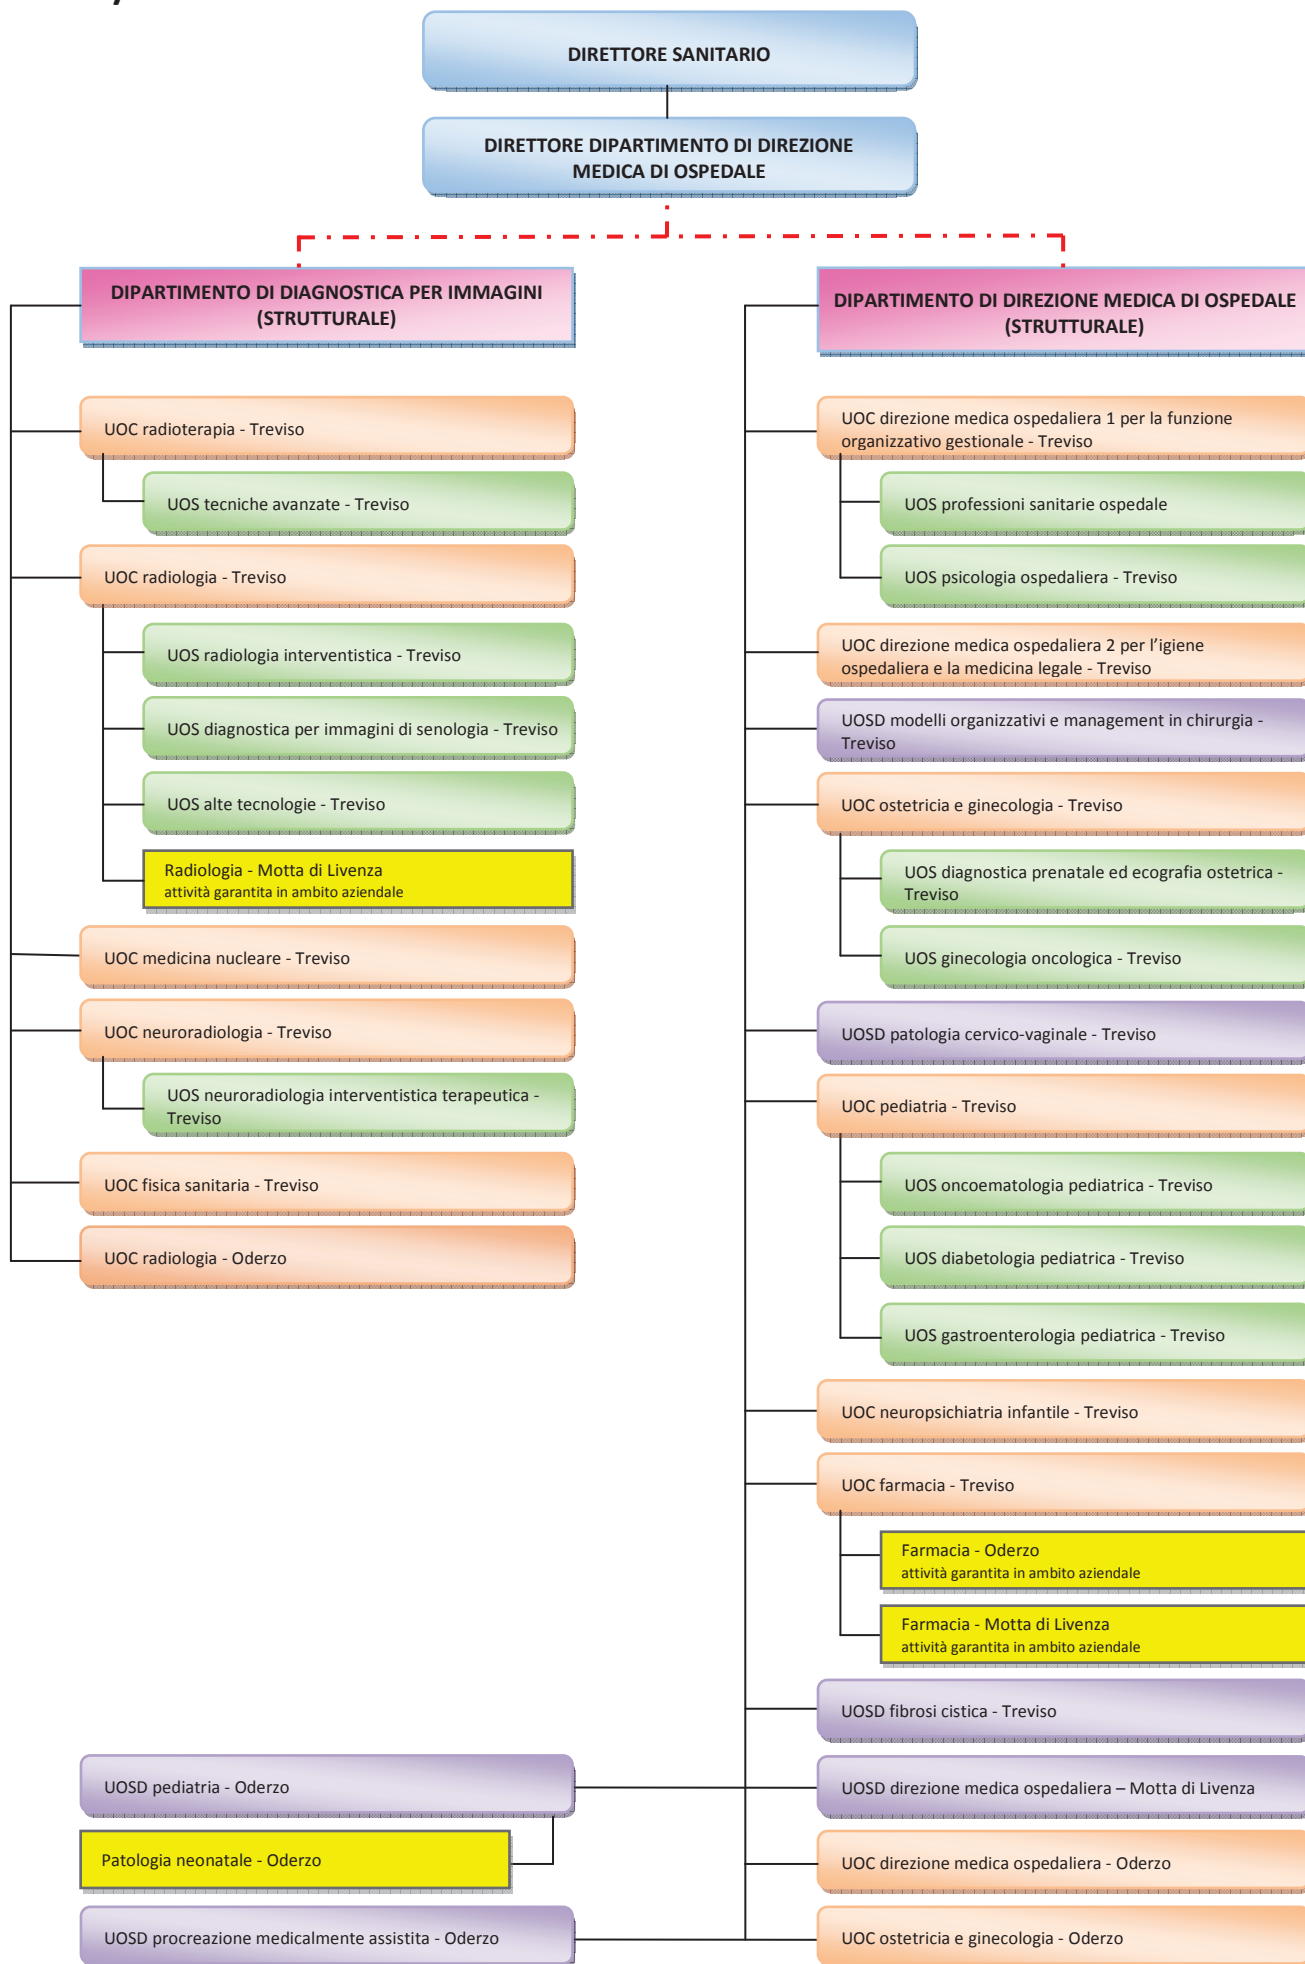 DIRETTORE SANITARIO
DIRETTORE DIPARTIMENTO DI DIREZIONE
MEDICA DI OSPEDALE
DIPARTIMENTO DI DIAGNOSTICA PER IMMAGINI
(STRUTTURALE)
UOC radioterapia - Treviso
UOS tecniche avanzate - Treviso
UOC radiologia - Treviso
UOS radiologia interventistica - Treviso
UOS diagnostica per immagini di senologia - Treviso
UOS alte tecnologie - Treviso
Radiologia - Motta di Livenza
attività garantita in ambito aziendale
UOC medicina nucleare - Treviso
UOC neuroradiologia - Treviso
UOS neuroradiologia interventistica terapeutica -
Treviso
UOC fisica sanitaria - Treviso
UOC radiologia - Oderzo
DIPARTIMENTO DI DIREZIONE MEDICA DI OSPEDALE
(STRUTTURALE)
UOC direzione medica ospedaliera 1 per la funzione
organizzativo gestionale - Treviso
UOS professioni sanitarie ospedale
UOS psicologia ospedaliera - Treviso
UOC direzione medica ospedaliera 2 per l’igiene
ospedaliera e la medicina legale - Treviso
UOSD modelli organizzativi e management in chirurgia -
Treviso
UOC ostetricia e ginecologia - Treviso
UOS diagnostica prenatale ed ecografia ostetrica -
Treviso
UOS ginecologia oncologica - Treviso
UOSD patologia cervico-vaginale - Treviso
UOC pediatria - Treviso
UOS oncoematologia pediatrica - Treviso
UOS diabetologia pediatrica - Treviso
UOS gastroenterologia pediatrica - Treviso
UOC neuropsichiatria infantile - Treviso
UOC farmacia - Treviso
Farmacia - Oderzo
attività garantita in ambito aziendale
Farmacia - Motta di Livenza
attività garantita in ambito aziendale
UOSD fibrosi cistica - Treviso
UOSD pediatria - Oderzo
UOSD direzione medica ospedaliera – Motta di Livenza
Patologia neonatale - Oderzo
UOC direzione medica ospedaliera - Oderzo
UOSD procreazione medicalmente assistita - Oderzo
UOC ostetricia e ginecologia - Oderzo